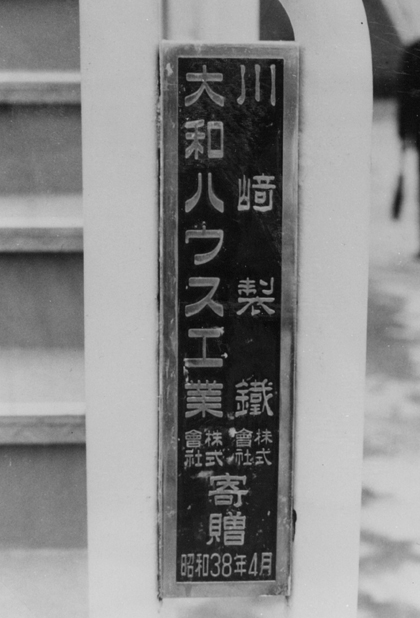 川﨑製鐵株式會社
大和ハウス工業株式會社
寄贈
昭和38年4月